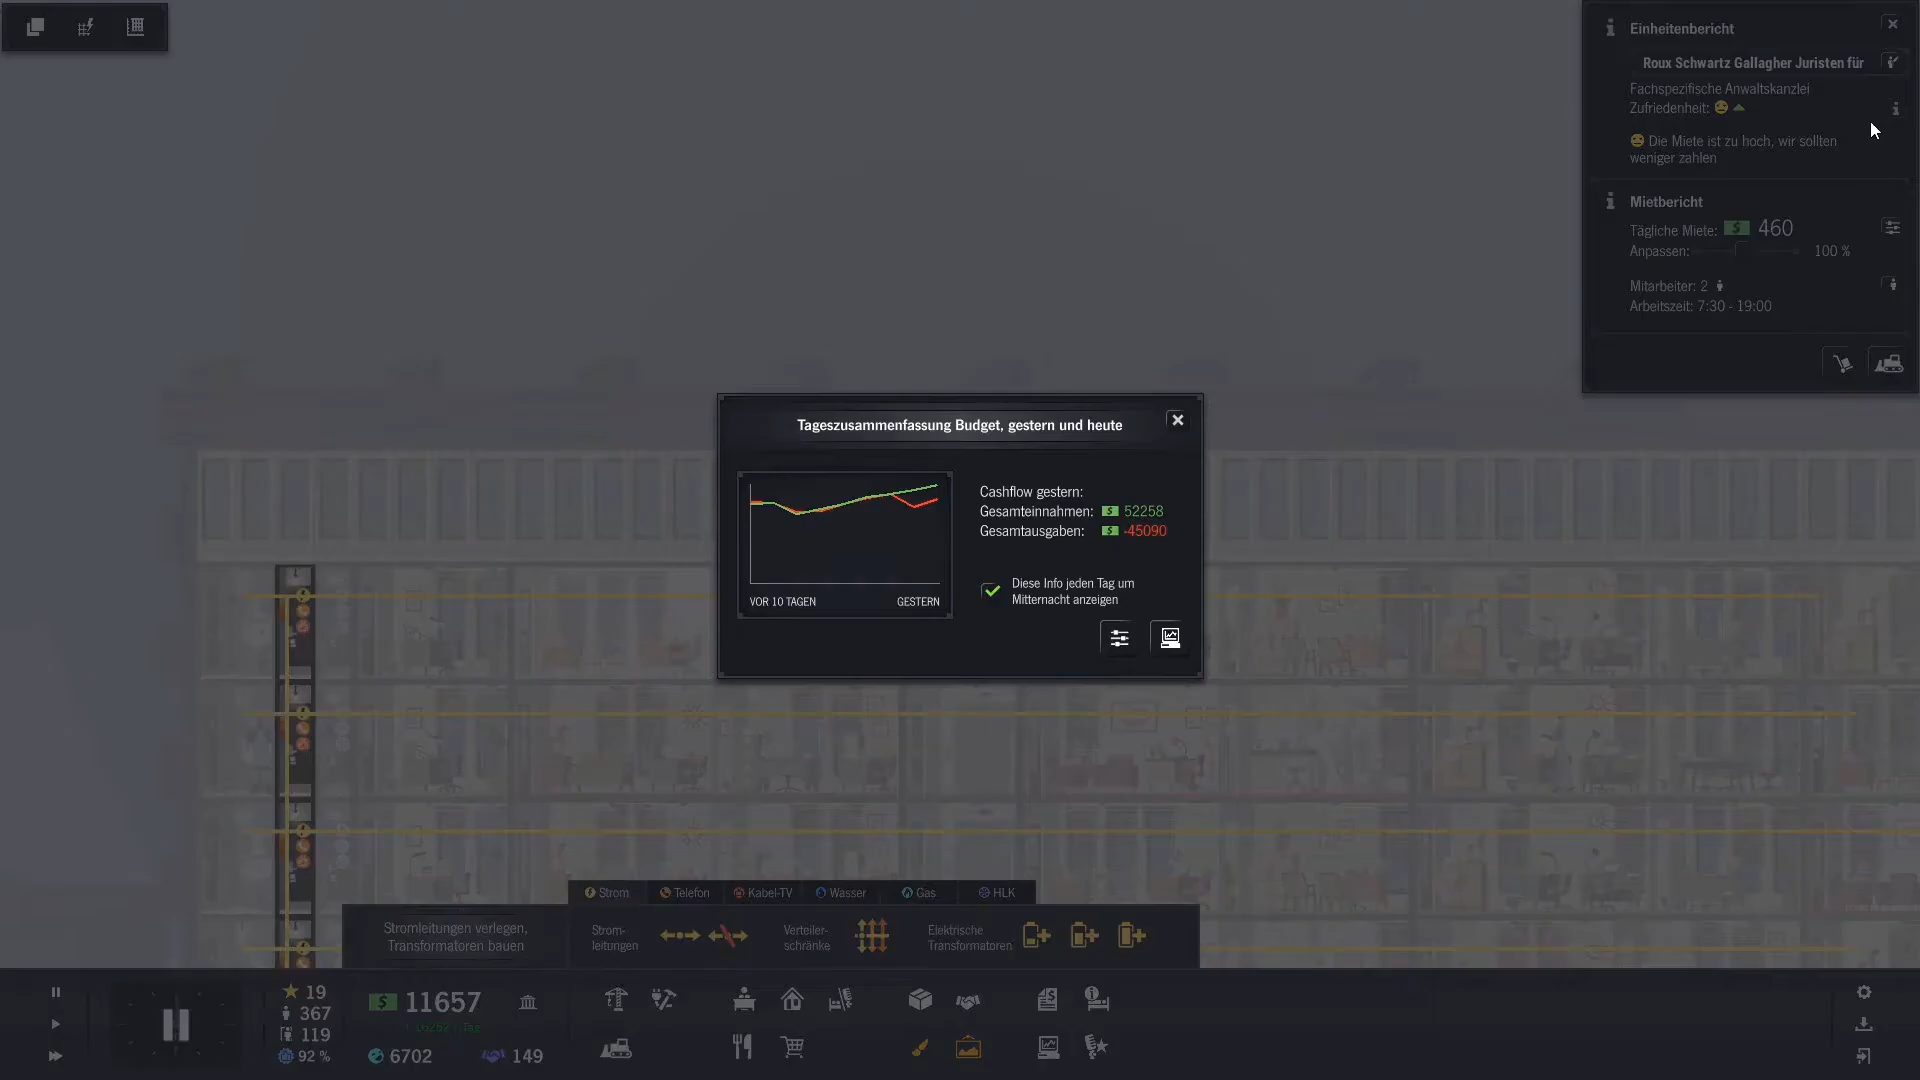 Einheitenbericht
Roux Schwartz Gallagher Juristen für
Fachspezifische Anwaltskanzlei
Zufriedenheit:
Die Miete ist zu hoch, wir sollten
weniger zahlen
Mietbericht
Tägliche Miete: $ 460
Anpassen: 100 %
Mitarbeiter: 2
Arbeitszeit: 7:30 - 19:00
Tageszusammenfassung Budget, gestern und heute
Cashflow gestern:
Gesamteinnahmen: $ 52258
Gesamtausgaben: $ -45090
Diese Info jeden Tag um
Mitternacht anzeigen
VOR 10 TAGEN GESTERN
Strom Telefon Kabel-TV Wasser Gas HLK
Stromleitungen verlegen,
Transformatoren bauen
Strom-
leitungen
Verteiler-
schränke
Elektrische
Transformatoren
19
367
119
92 %
$ 11657
6702 149